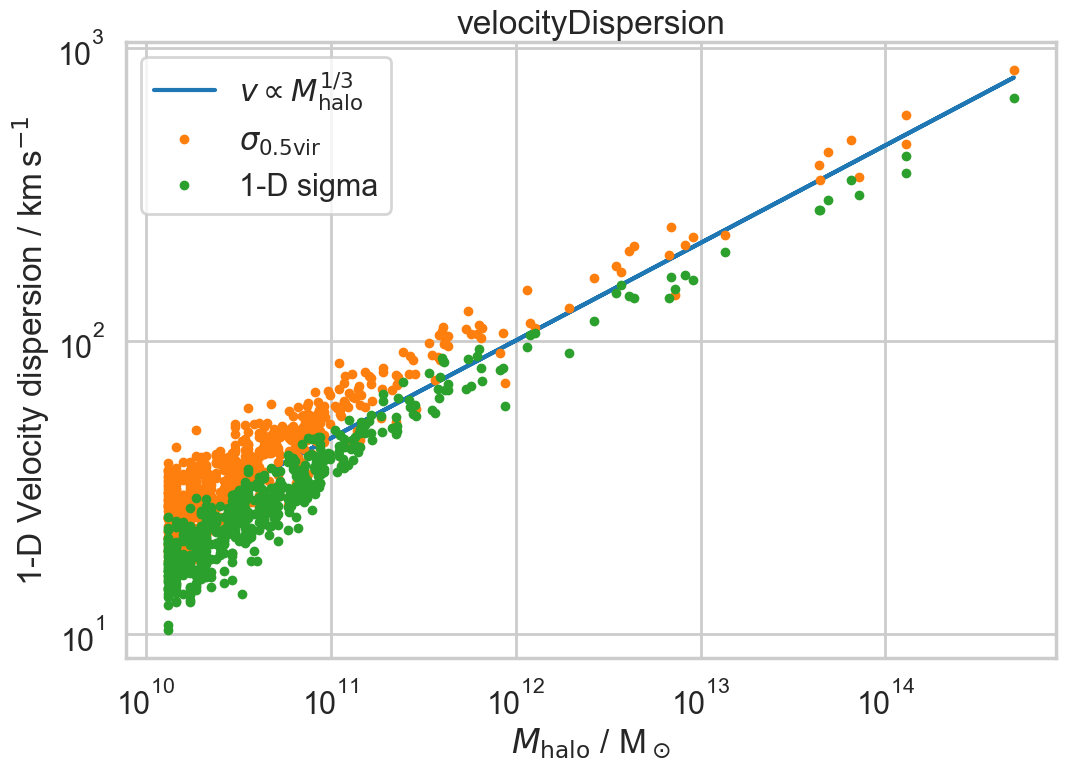 velocityDispersion
10³
10²
10¹
1-D Velocity dispersion / km s⁻¹
v ∝ M_halo^1/3
σ_0.5vir
1-D sigma
10¹⁰ 10¹¹ 10¹² 10¹³ 10¹⁴
M_halo / M_⊙